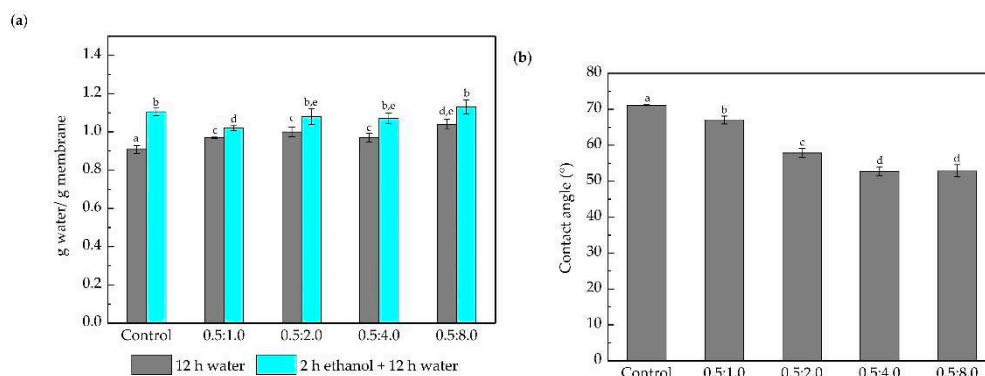 (a)
g water/ g membrane
1.4
1.2
1.0
0.8
0.6
0.4
0.2
0.0
a
b
c
d
c
b,e
c
b,e
d,e
b
Control
0.5:1.0
0.5:2.0
0.5:4.0
0.5:8.0
12 h water
2 h ethanol + 12 h water
(b)
Contact angle (°)
80
70
60
50
40
30
20
10
0
a
b
c
d
d
Control
0.5:1.0
0.5:2.0
0.5:4.0
0.5:8.0